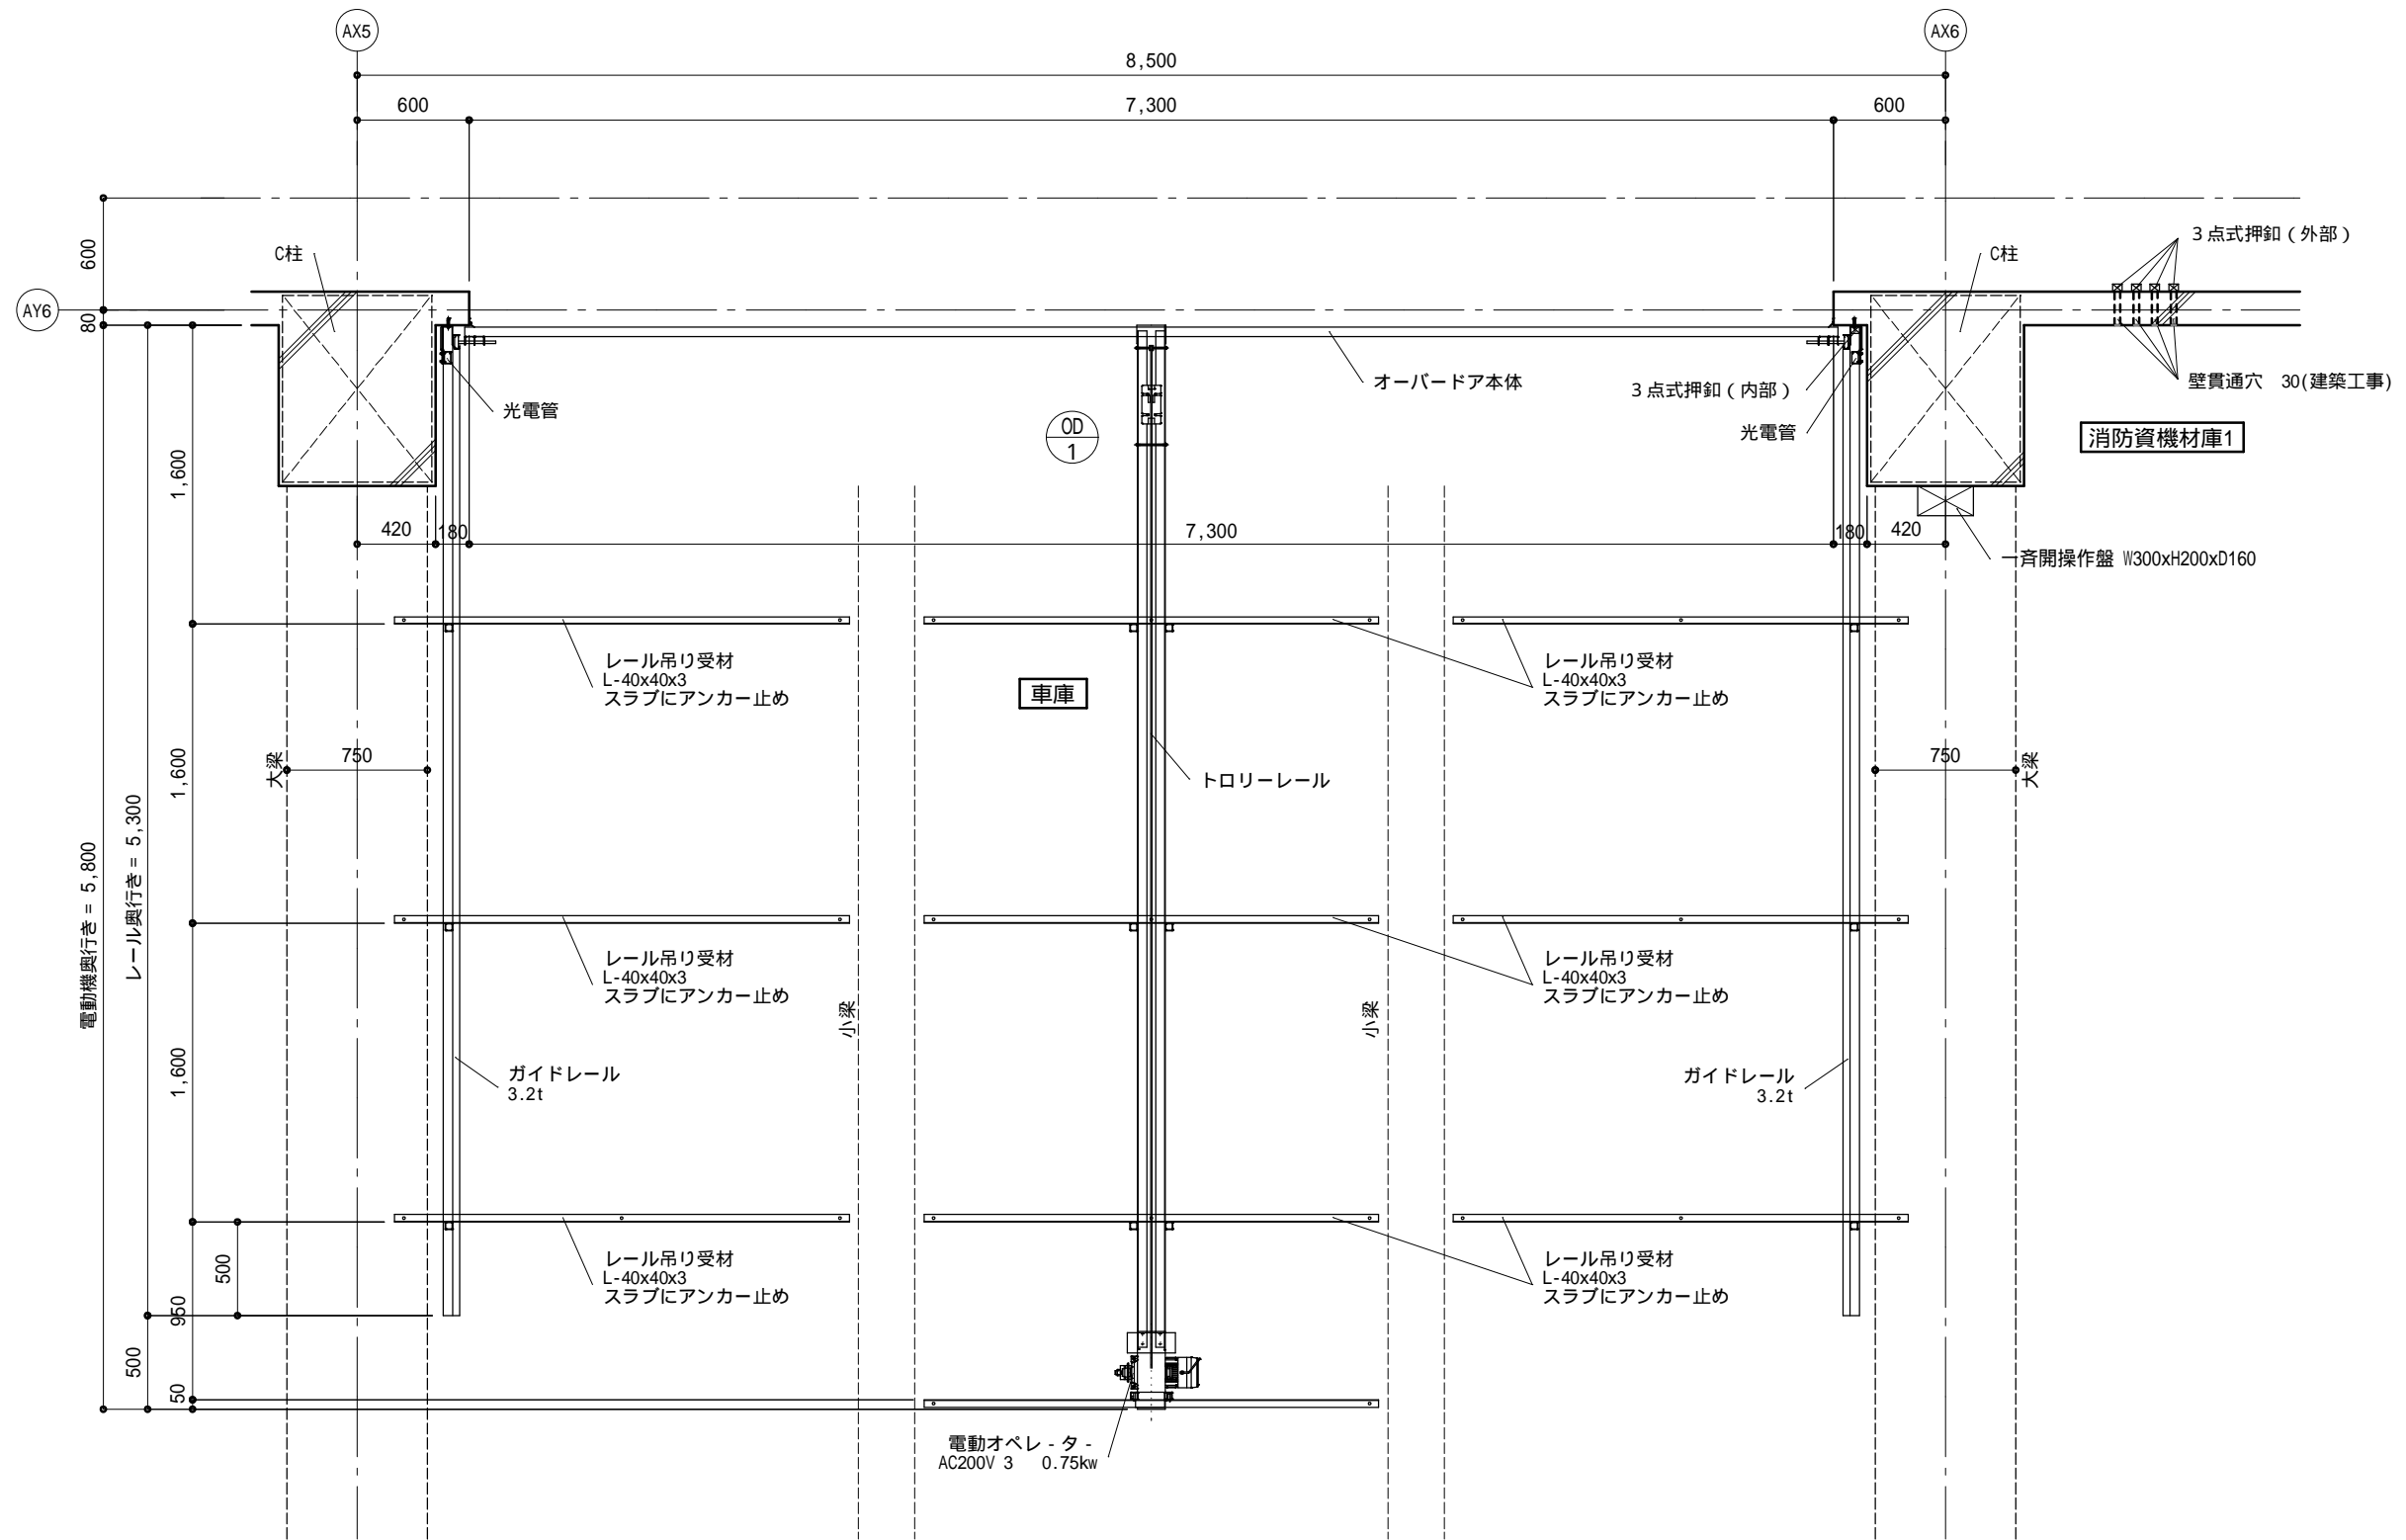 AX5
AX6
8,500
600
7,300
600
600
C柱
C柱
3点式押釦(外部)
AY6
80
オーバードア本体
3点式押釦(内部)
壁貫通穴 30(建築工事)
光電管
光電管
OD
1
消防資機材庫1
1,600
420
180
7,300
180
420
一斉開操作盤 W300xH200xD160
レール吊り受材
L-40x40x3
スラブにアンカー止め
車庫
レール吊り受材
L-40x40x3
スラブにアンカー止め
大梁
750
1,600
トロリーレール
750
大梁
電動機奥行き= 5,800
レール奥行き= 5,300
レール吊り受材
L-40x40x3
スラブにアンカー止め
レール吊り受材
L-40x40x3
スラブにアンカー止め
小梁
小梁
1,600
ガイドレール
3.2t
ガイドレール
3.2t
レール吊り受材
L-40x40x3
スラブにアンカー止め
レール吊り受材
L-40x40x3
スラブにアンカー止め
500
950
500
50
電動オペレ-タ-
AC200V 3 0.75kw